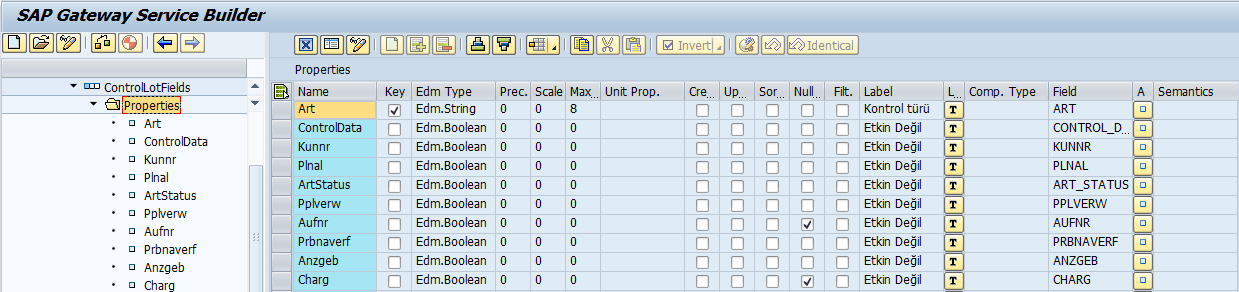 SAP Gateway Service Builder
Invert
Identical
ControlLotFields
Properties
Art
ControlData
Kunnr
Plnal
ArtStatus
Pplverw
Aufnr
Prbnaverf
Anzgeb
Charg
Properties
Name Key Edm Type Prec. Scale Max... Unit Prop. Cre... Up... Sor... Null... Filt. Label L... Comp. Type Field A Semantics
Art Edm.String 0 0 8 Kontrol türü T ART
ControlData Edm.Boolean 0 0 0 Etkin Değil T CONTROL_D...
Kunnr Edm.Boolean 0 0 0 Etkin Değil T KUNNR
Plnal Edm.Boolean 0 0 0 Etkin Değil T PLNAL
ArtStatus Edm.Boolean 0 0 0 Etkin Değil T ART_STATUS
Pplverw Edm.Boolean 0 0 0 Etkin Değil T PPLVERW
Aufnr Edm.Boolean 0 0 0 Etkin Değil T AUFNR
Prbnaverf Edm.Boolean 0 0 0 Etkin Değil T PRBNAVERF
Anzgeb Edm.Boolean 0 0 0 Etkin Değil T ANZGEB
Charg Edm.Boolean 0 0 0 Etkin Değil T CHARG